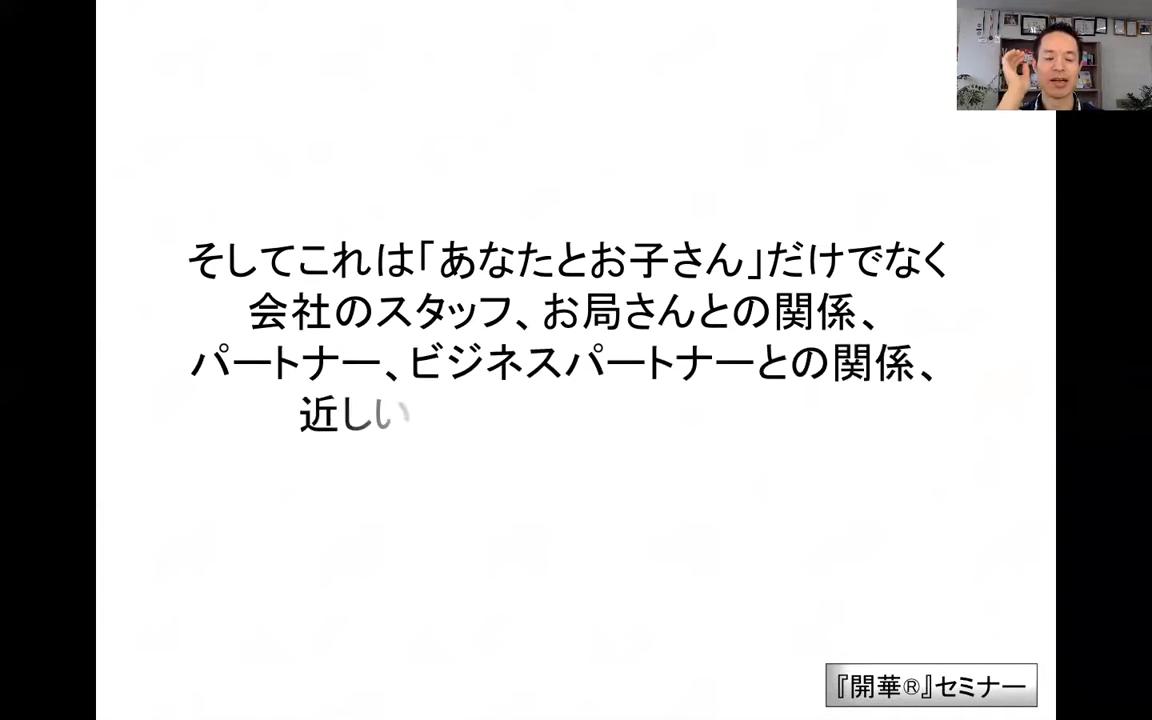 そしてこれは｢あなたとお子さん｣だけでなく
会社のスタッフ、お局さんとの関係、
パートナー、ビジネスパートナーとの関係、
近しい
『開華®』セミナー